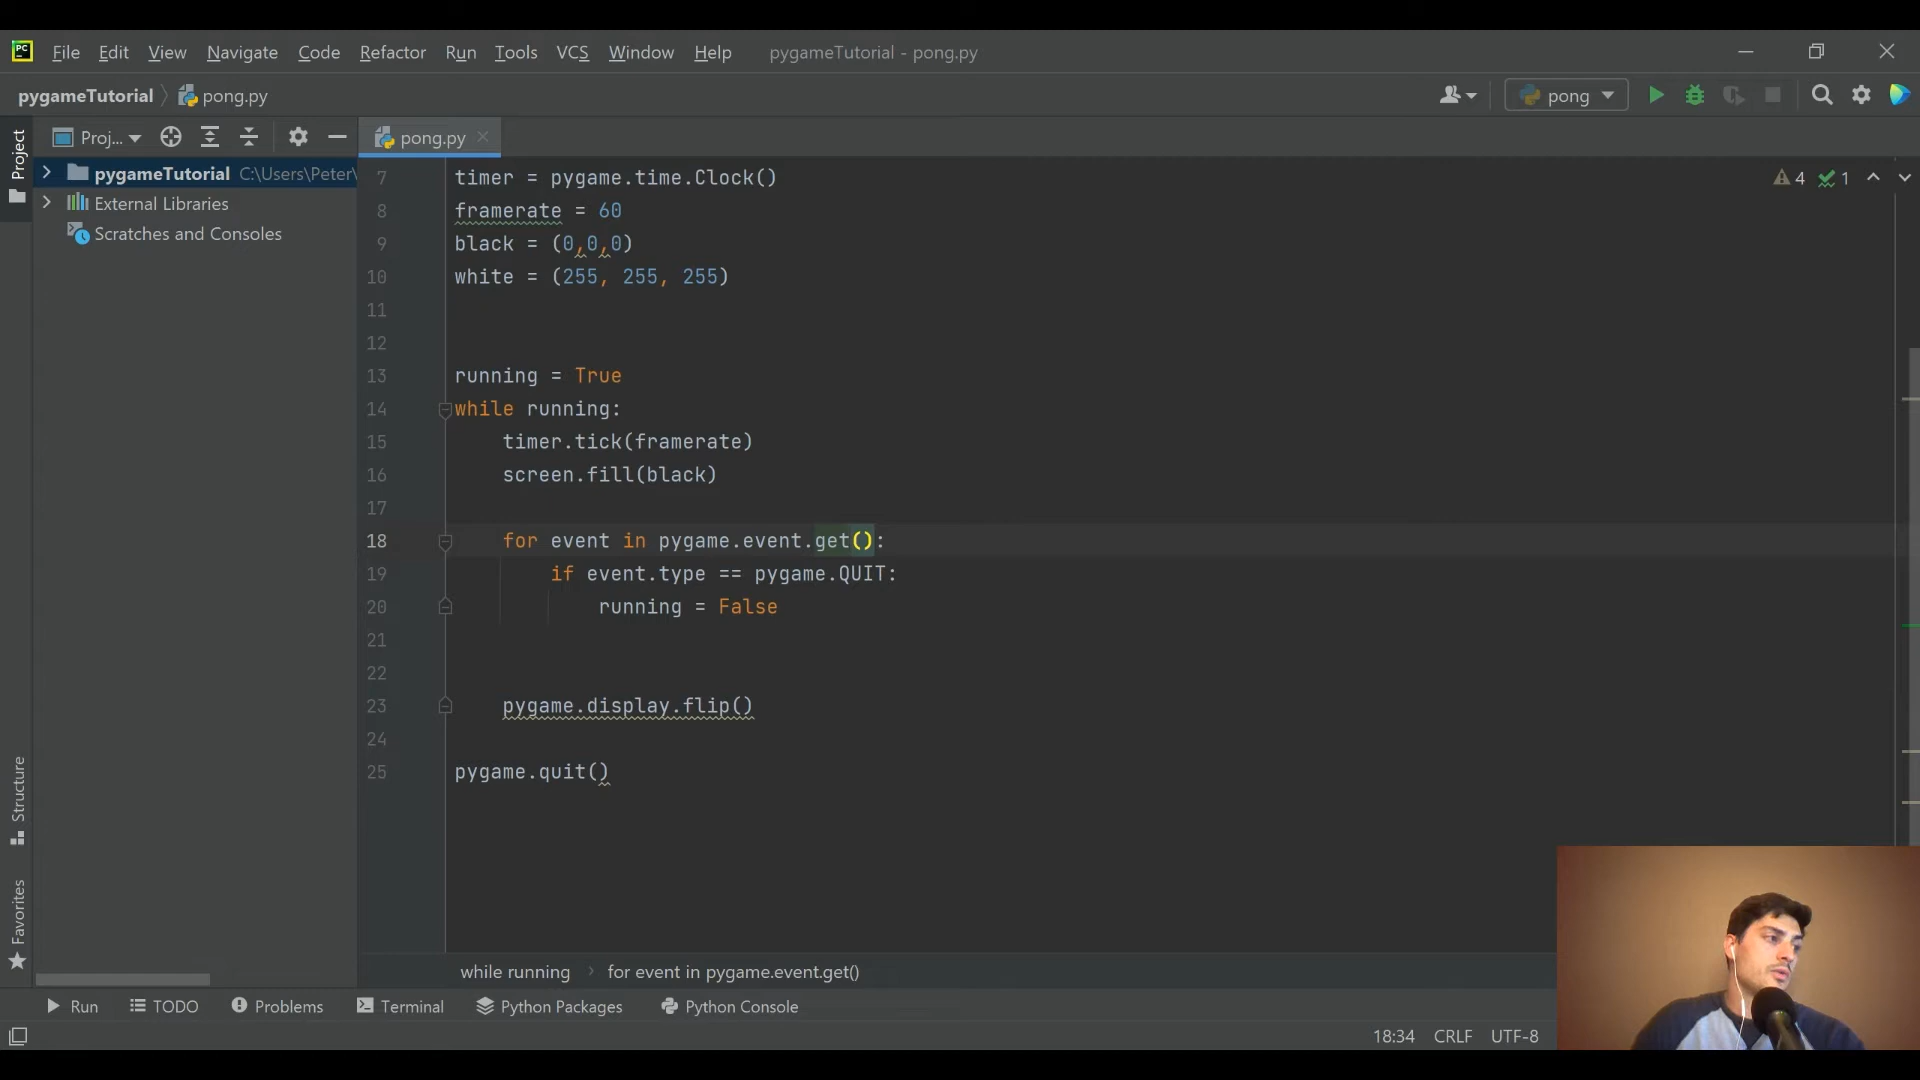 PC File Edit View Navigate Code Refactor Run Tools VCS Window Help pygameTutorial - pong.py
pygameTutorial pong.py pong
Proj... pong.py
Project
pygameTutorial C:\Users\Peter\
External Libraries
Scratches and Consoles
4 1
7 timer = pygame.time.Clock()
8 framerate = 60
9 black = (0,0,0)
10 white = (255, 255, 255)
11
12
13 running = True
14 while running:
15 timer.tick(framerate)
16 screen.fill(black)
17
18 for event in pygame.event.get():
19 if event.type == pygame.QUIT:
20 running = False
21
22
23 pygame.display.flip()
24
25 pygame.quit()
Structure
Favorites
while running for event in pygame.event.get()
Run TODO Problems Terminal Python Packages Python Console
18:34 CRLF UTF-8